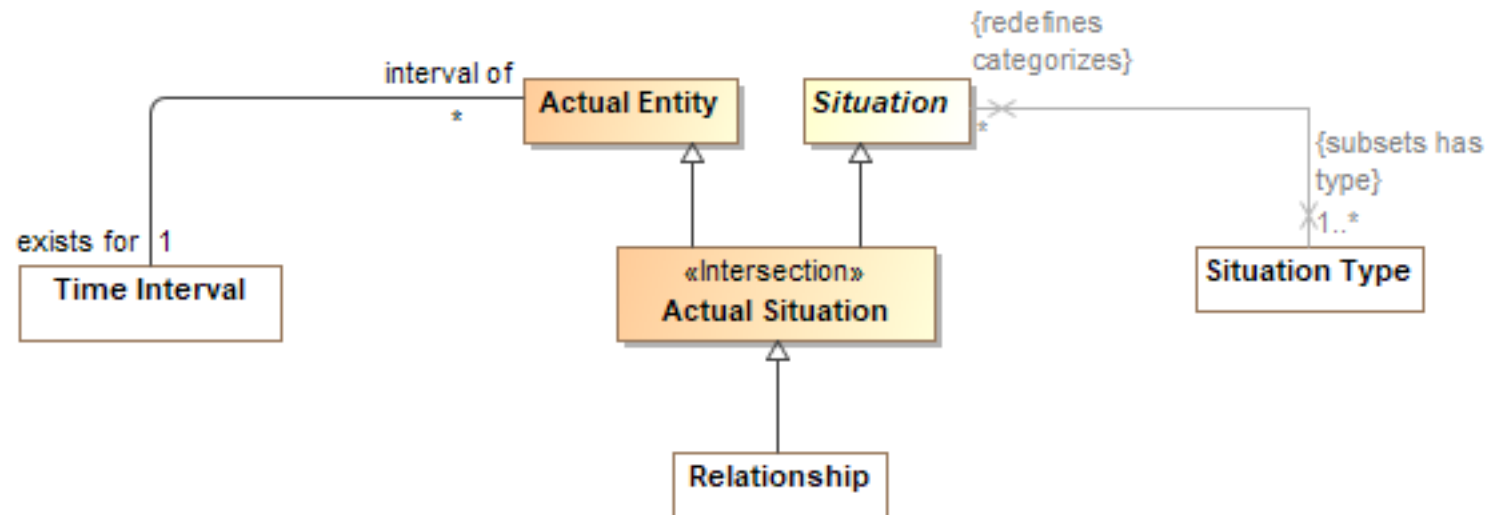 {redefines
categorizes}
interval of
*
Actual Entity
Situation
*
{subsets has
type}
1..*
exists for 1
Time Interval
«Intersection»
Actual Situation
Situation Type
Relationship